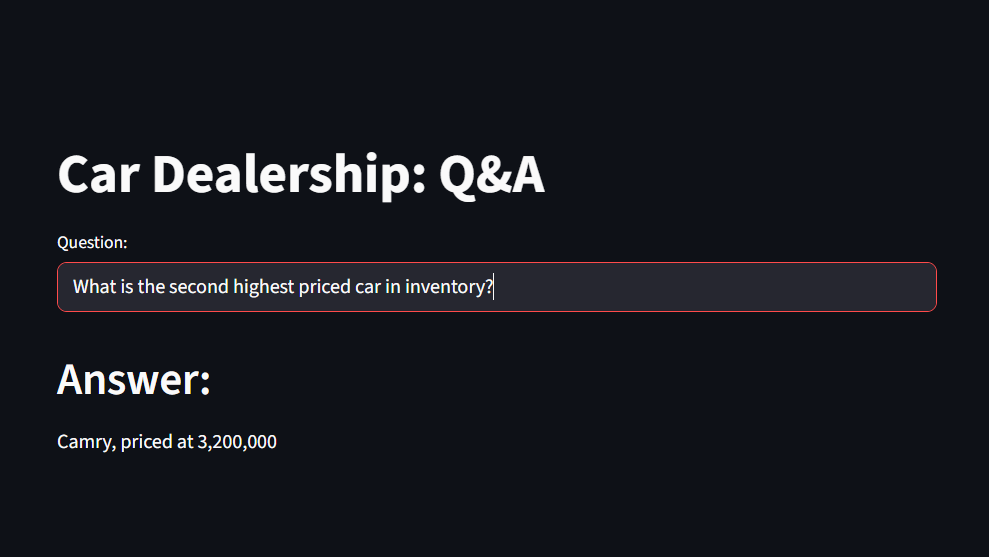 Car Dealership: Q&A
Question:
What is the second highest priced car in inventory?
Answer:
Camry, priced at 3,200,000